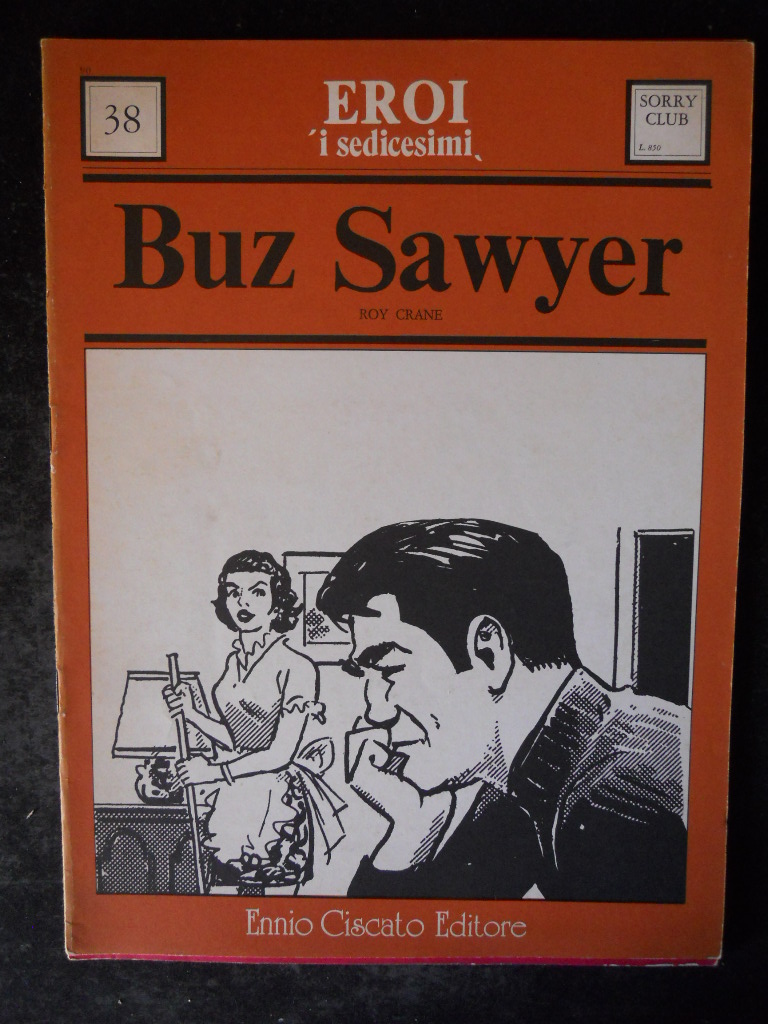 38
EROI
´i sedicesimi`
SORRY
CLUB
L. 850
Buz Sawyer
ROY CRANE
Ennio Ciscato Editore